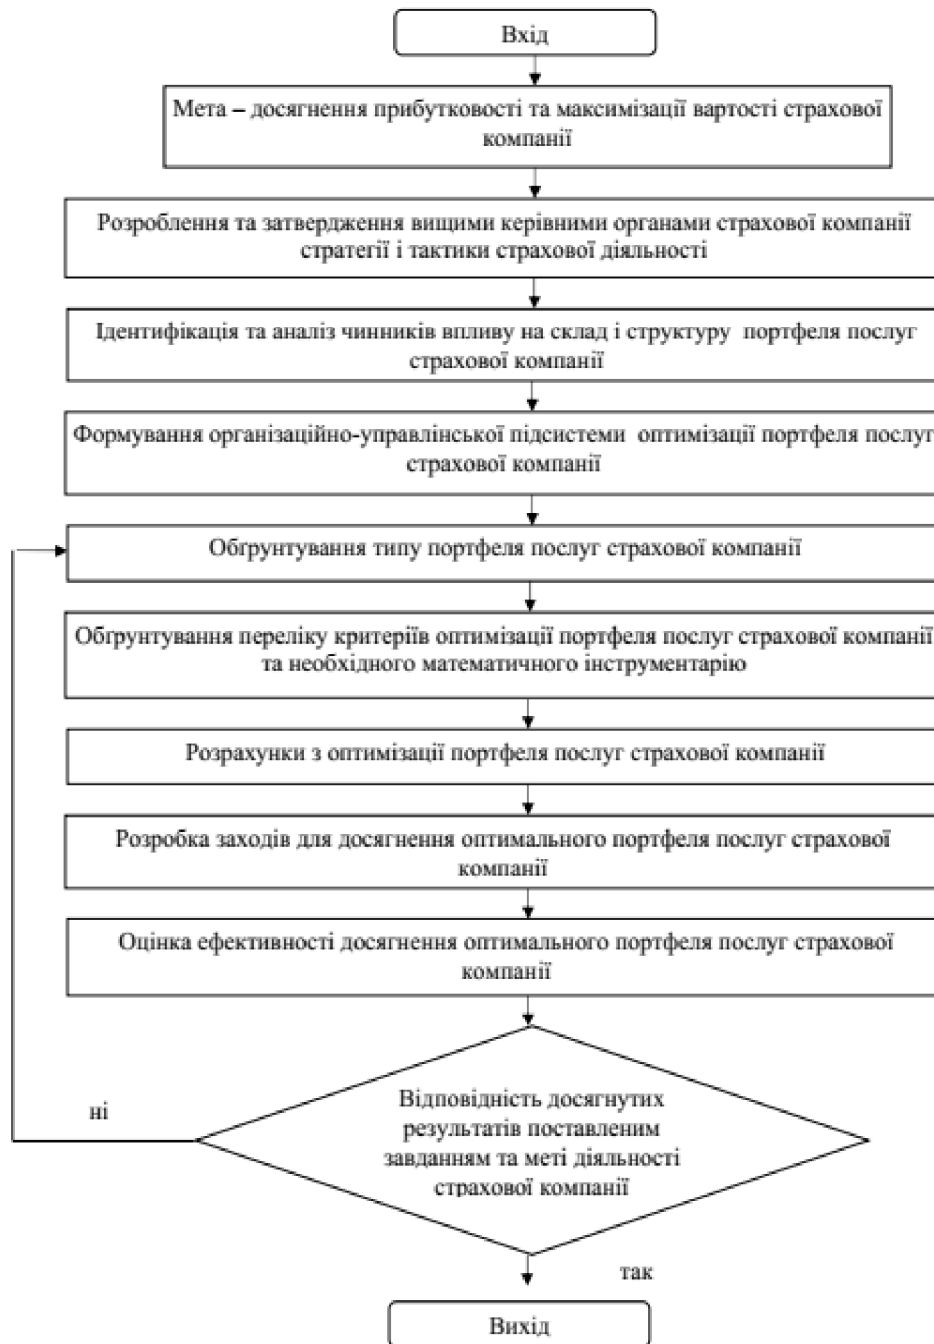 Вхід
Мета – досягнення прибутковості та максимізації вартості страхової
компанії
Розроблення та затвердження вищими керівними органами страхової компанії
стратегії і тактики страхової діяльності
Ідентифікація та аналіз чинників впливу на склад і структуру портфеля послуг
страхової компанії
Формування організаційно-управлінської підсистеми оптимізації портфеля послуг
страхової компанії
Обґрунтування типу портфеля послуг страхової компанії
Обґрунтування переліку критеріїв оптимізації портфеля послуг страхової компанії
та необхідного математичного інструментарію
Розрахунки з оптимізації портфеля послуг страхової компанії
Розробка заходів для досягнення оптимального портфеля послуг страхової
компанії
Оцінка ефективності досягнення оптимального портфеля послуг страхової
компанії
ні
Відповідність досягнутих
результатів поставленим
завданням та меті діяльності
страхової компанії
так
Вихід